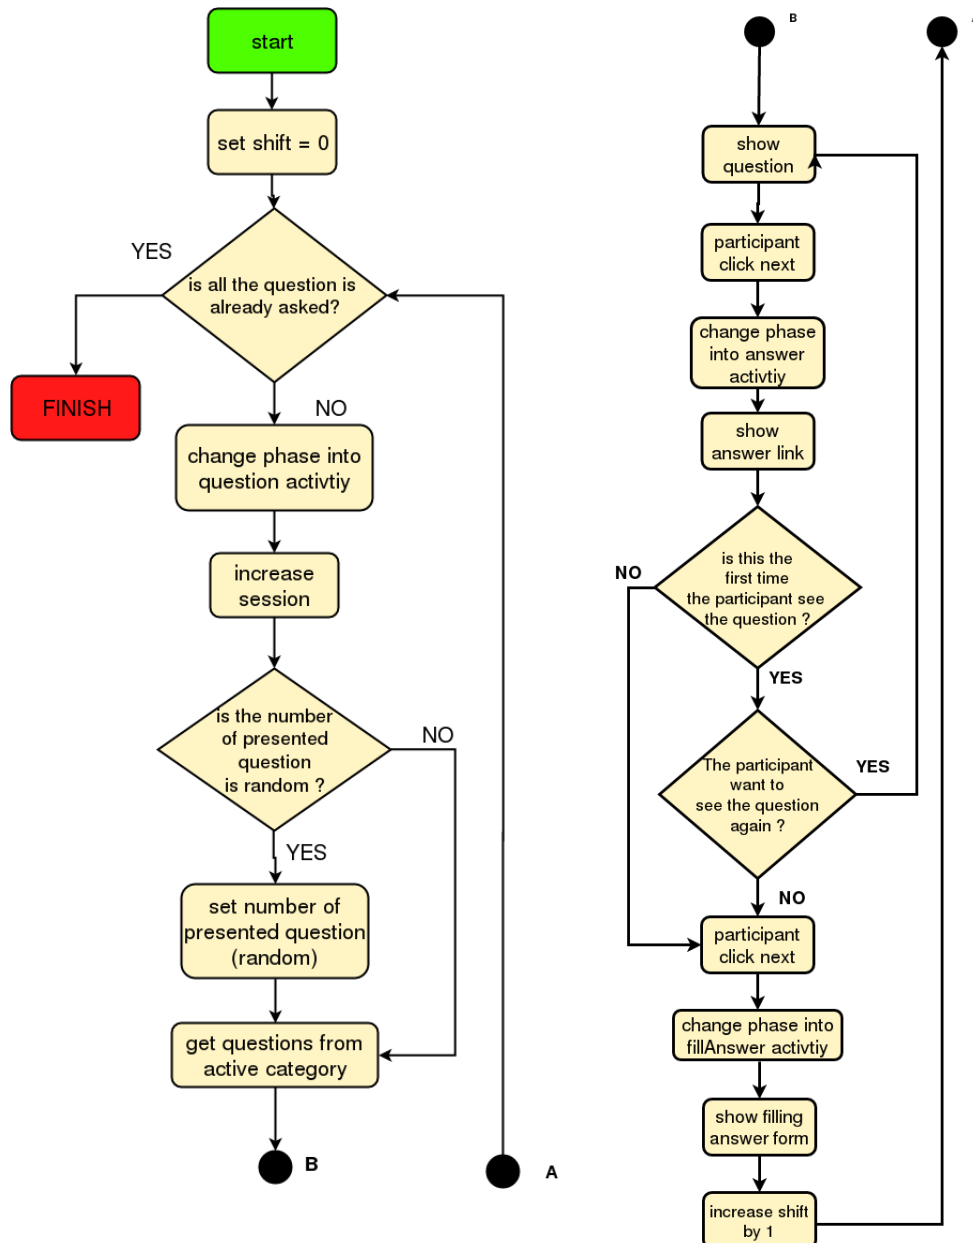 start
set shift = 0
YES
is all the question is
already asked?
FINISH
NO
change phase into
question activtiy
increase
session
is the number
of presented
question
is random ?
NO
YES
set number of
presented question
(random)
get questions from
active category
B
A
B
show
question
participant
click next
change phase
into answer
activtiy
show
answer link
is this the
first time
the participant see
the question ?
NO
YES
The participant
want to
see the question
again ?
YES
NO
participant
click next
change phase into
fillAnswer activtiy
show filling
answer form
increase shift
by 1